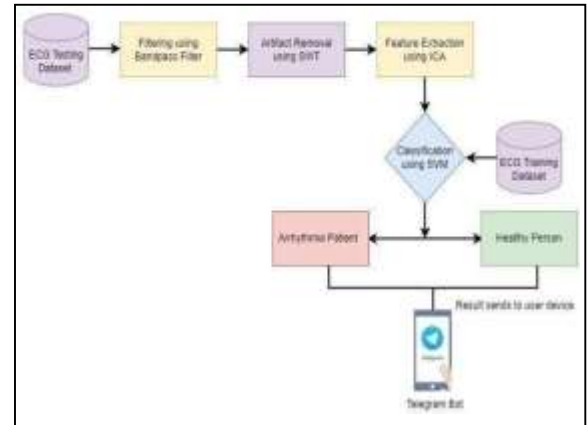 ECG Testing
Dataset
Filtering using
Bandpass Filter
Artifact Removal
using SWT
Feature Extraction
using ICA
Classification
using SVM
ECG Training
Dataset
Arrhythmia Patient
Healthy Person
Result sends to user device
Telegram Bot